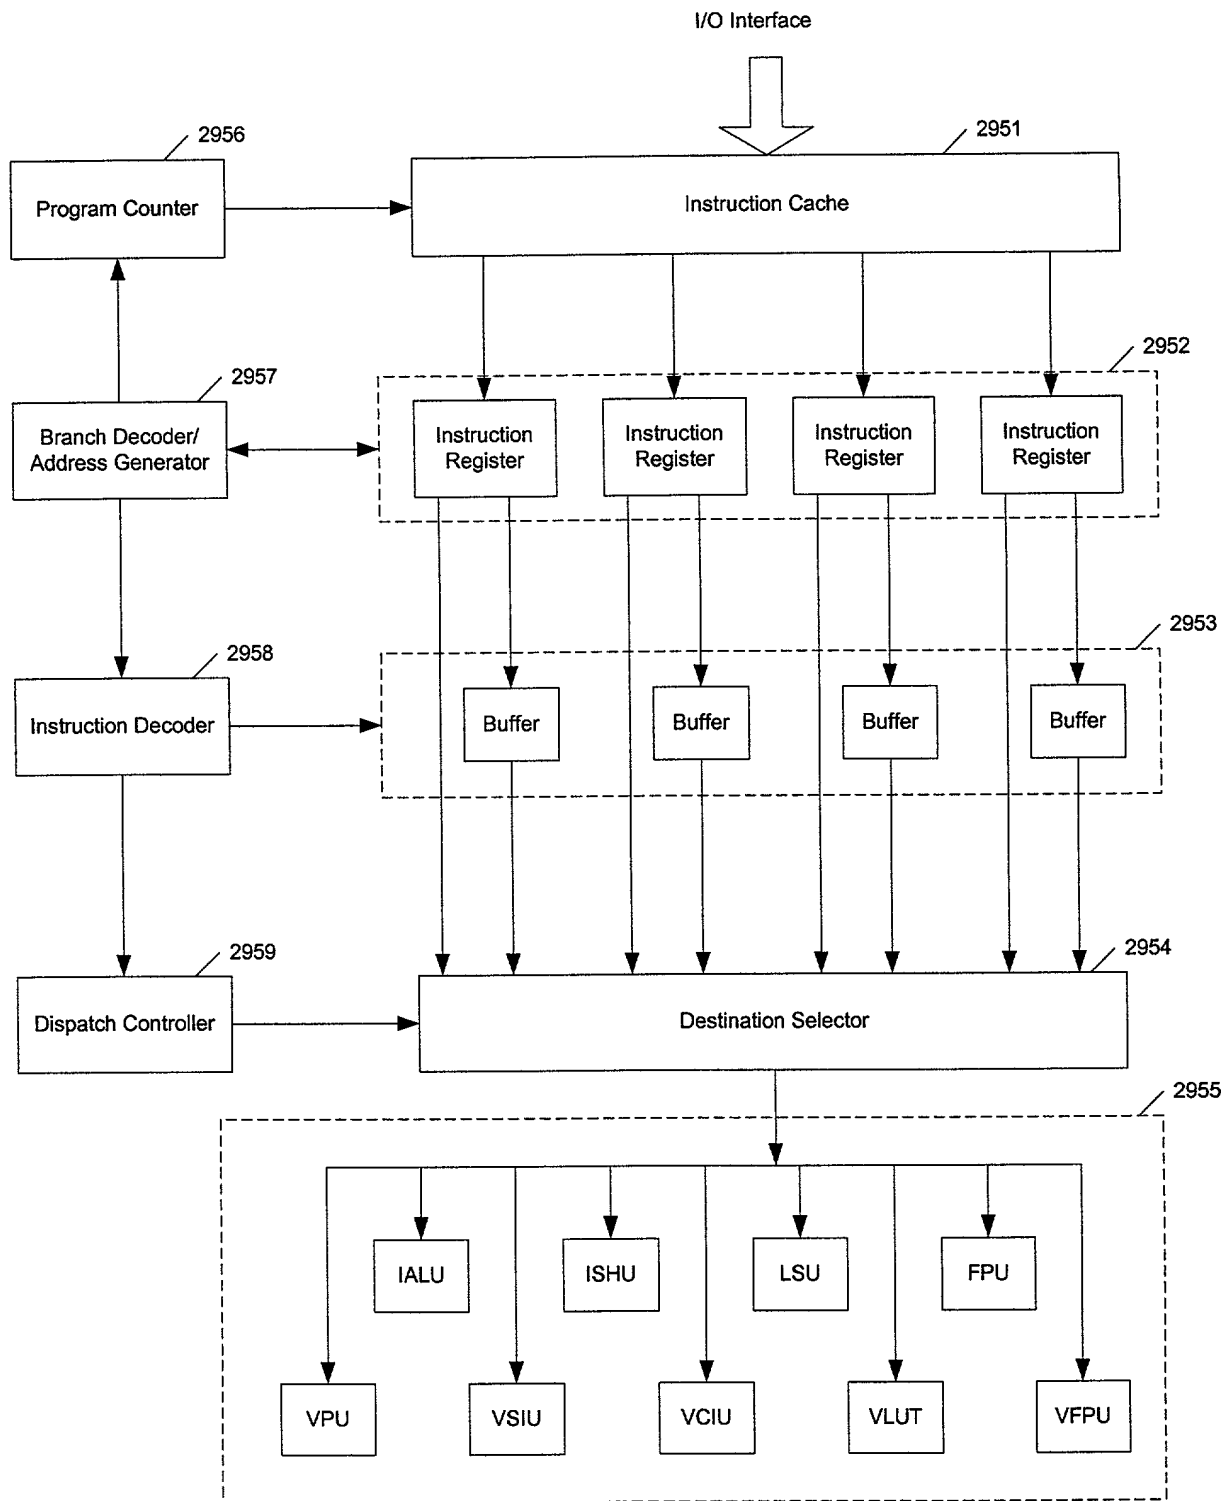 I/O Interface
2956
2951
Program Counter
Instruction Cache
2952
2957
Branch Decoder/
Address Generator
Instruction
Register
Instruction
Register
Instruction
Register
Instruction
Register
2953
2958
Instruction Decoder
Buffer
Buffer
Buffer
Buffer
2959
2954
Dispatch Controller
Destination Selector
2955
IALU
ISHU
LSU
FPU
VPU
VSIU
VCIU
VLUT
VFPU